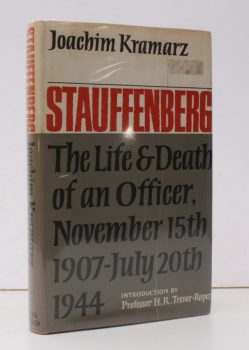 Joachim Kramarz
STAUFFENBERG
The Life & Death
of an Officer,
November 15th
1907-July 20th
1944
INTRODUCTION BY
Professor H. R. Trevor-Roper
STAUFFENBERG
Joachim Kramarz